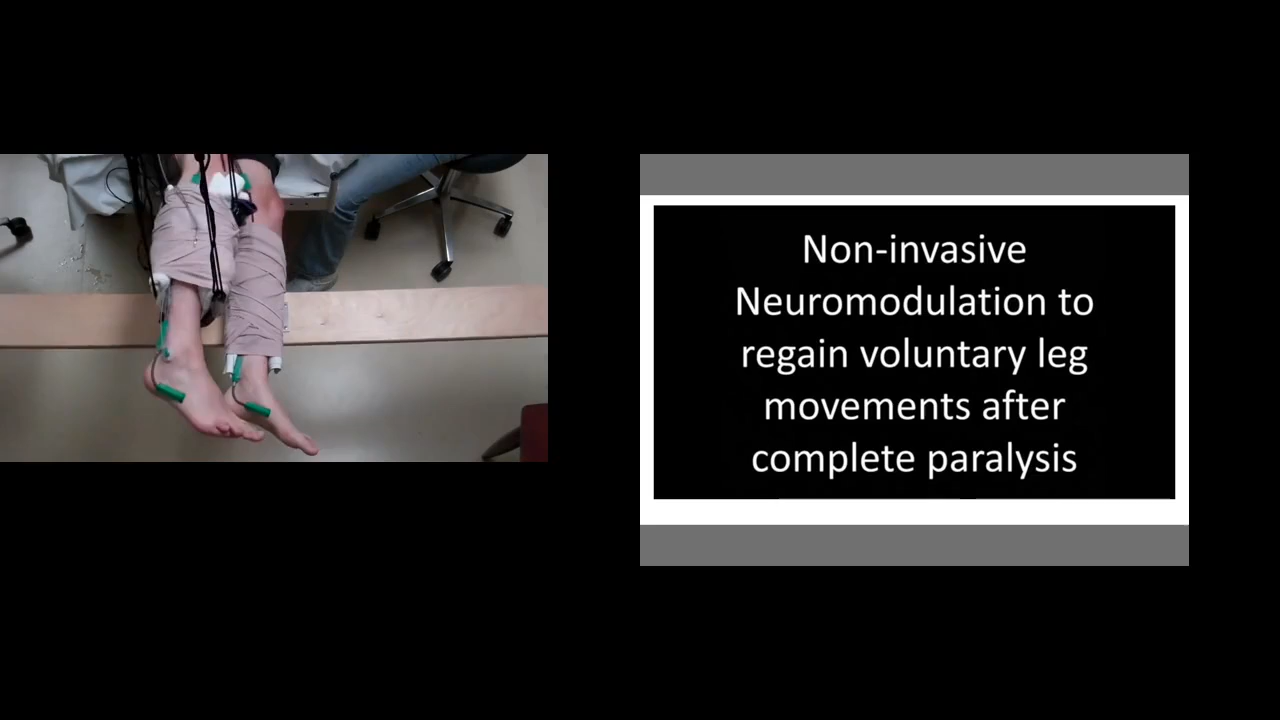 Non-invasive
Neuromodulation to
regain voluntary leg
movements after
complete paralysis